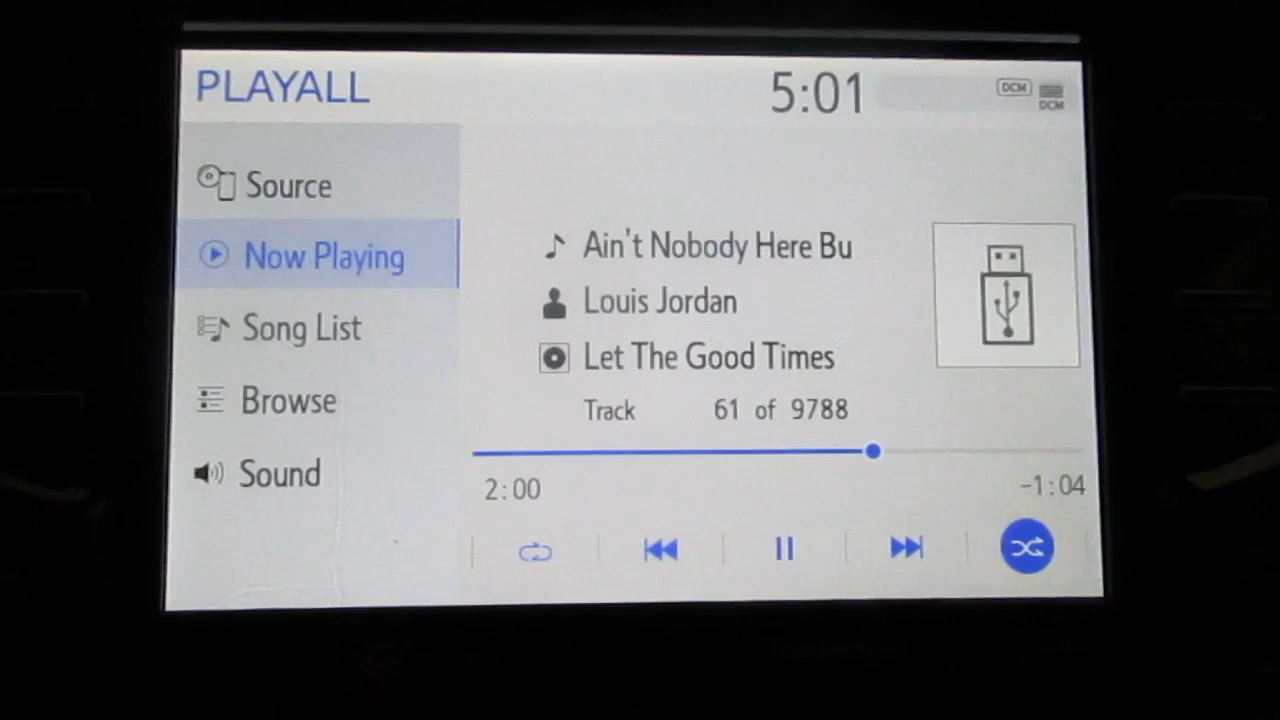 PLAYALL
5:01
DCM
DCM
Source
Now Playing
Song List
Browse
Sound
Ain't Nobody Here Bu
Louis Jordan
Let The Good Times
Track 61 of 9788
2:00 -1:04